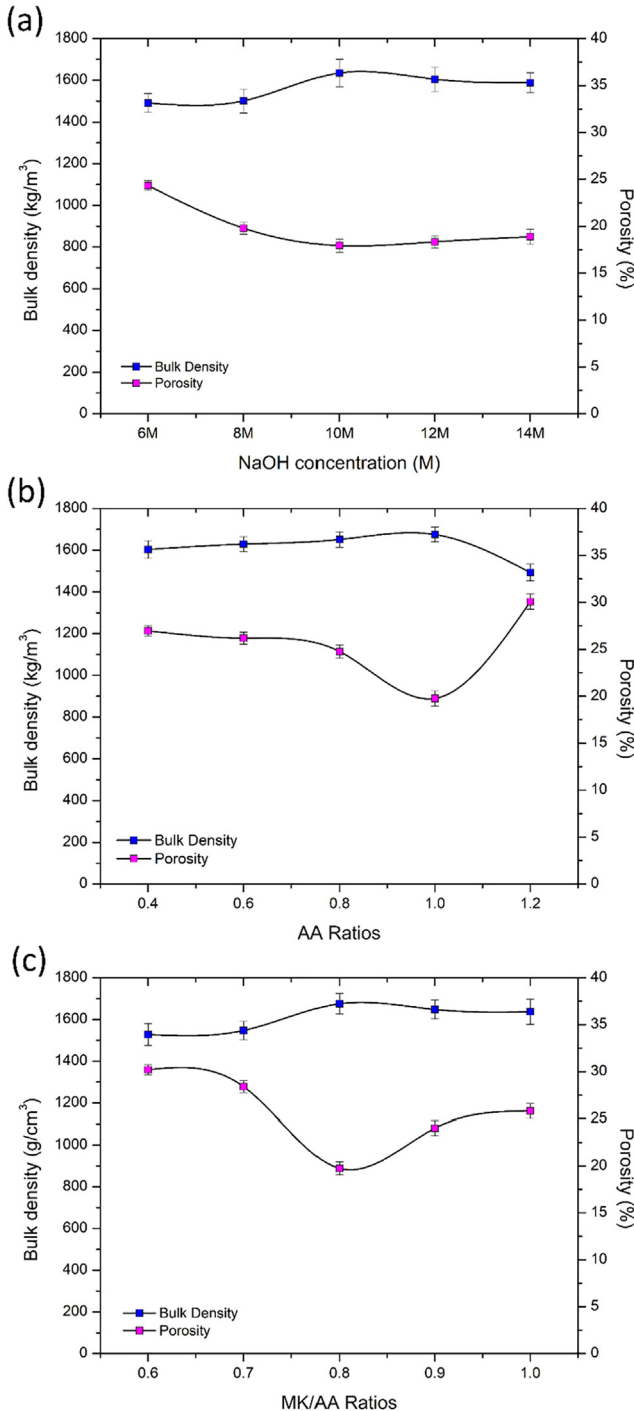 (a)
1800
1600
1400
1200
1000
800
600
400
200
0
Bulk density (kg/m³)
40
35
30
25
20
15
10
5
0
Porosity (%)
Bulk Density
Porosity
6M 8M 10M 12M 14M
NaOH concentration (M)
(b)
1800
1600
1400
1200
1000
800
600
400
200
0
Bulk density (kg/m³)
40
35
30
25
20
15
10
5
0
Porosity (%)
Bulk Density
Porosity
0.4 0.6 0.8 1.0 1.2
AA Ratios
(c)
1800
1600
1400
1200
1000
800
600
400
200
0
Bulk density (g/cm³)
40
35
30
25
20
15
10
5
0
Porosity (%)
Bulk Density
Porosity
0.6 0.7 0.8 0.9 1.0
MK/AA Ratios